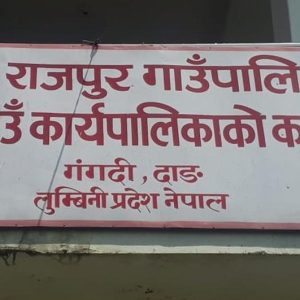 राजपुर गाउँपालि
उँ कार्यपालिकाको क
गंगदी , दाङ
लुम्बिनी प्रदेश नेपाल